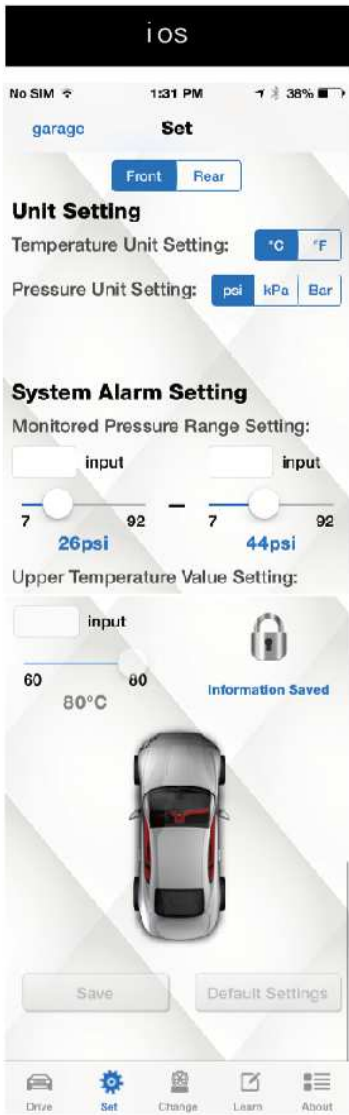 ios
No SIM 1:31 PM 38%
garage Set
Front Rear
Unit Setting
Temperature Unit Setting: °C °F
Pressure Unit Setting: psi kPa Bar
System Alarm Setting
Monitored Pressure Range Setting:
input input
7 92 – 7 92
26psi 44psi
Upper Temperature Value Setting:
input
60 80
80°C
Information Saved
Save Default Settings
Drive Set Change Learn About